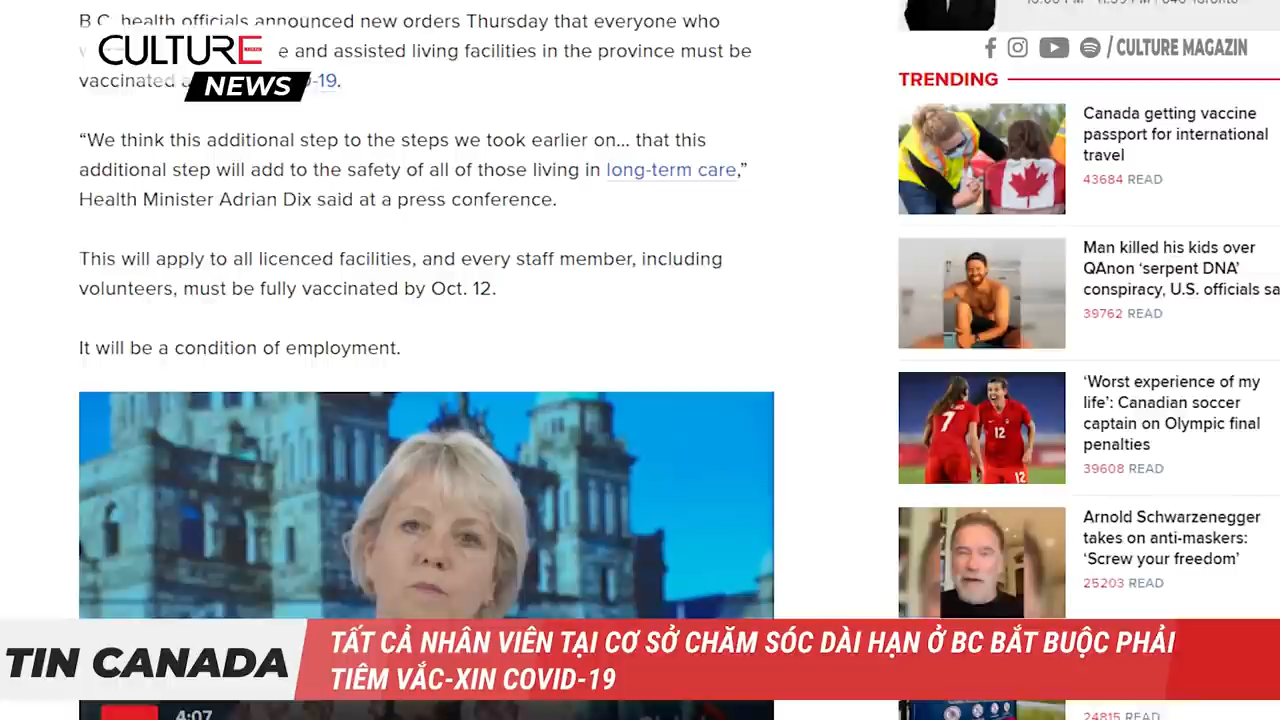 B.C. health officials announced new orders Thursday that everyone who
e and assisted living facilities in the province must be
vaccinated
-19.
CULTURE
NEWS
“We think this additional step to the steps we took earlier on... that this
additional step will add to the safety of all of those living in long-term care,”
Health Minister Adrian Dix said at a press conference.
This will apply to all licenced facilities, and every staff member, including
volunteers, must be fully vaccinated by Oct. 12.
It will be a condition of employment.
/ CULTURE MAGAZIN
TRENDING
Canada getting vaccine
passport for international
travel
43684 READ
Man killed his kids over
QAnon ‘serpent DNA’
conspiracy, U.S. officials sa
39762 READ
‘Worst experience of my
life’: Canadian soccer
captain on Olympic final
penalties
39608 READ
7
12
12
Arnold Schwarzenegger
takes on anti-maskers:
‘Screw your freedom’
25203 READ
24815 READ
TIN CANADA
TẤT CẢ NHÂN VIÊN TẠI CƠ SỞ CHĂM SÓC DÀI HẠN Ở BC BẮT BUỘC PHẢI
TIÊM VẮC-XIN COVID-19
4:07